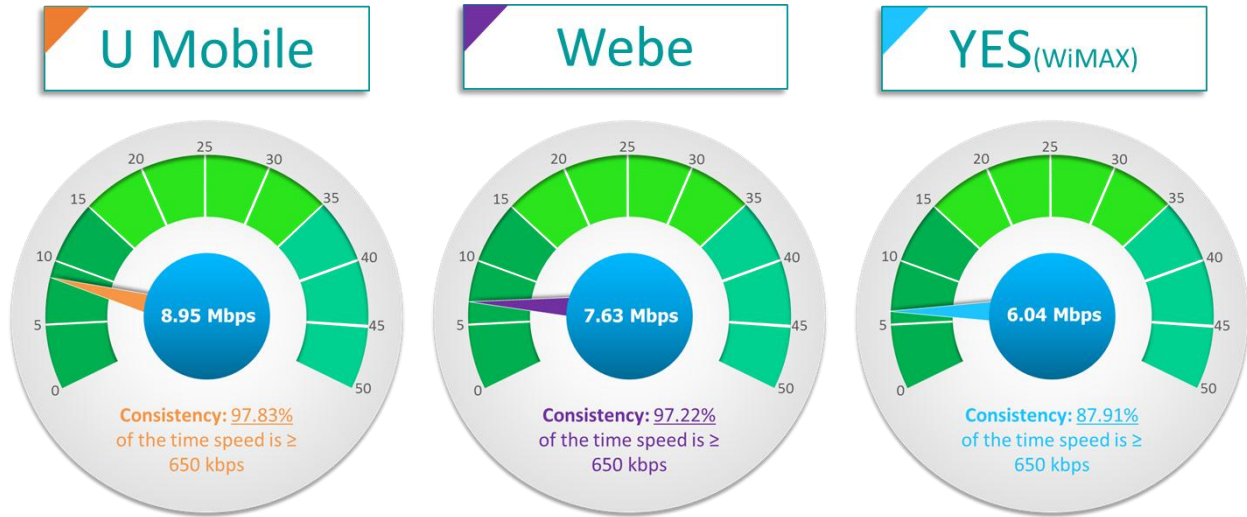 U Mobile
25
20
30
15
35
10
40
8.95 Mbps
5
45
0
50
Consistency: 97.83%
of the time speed is ≥
650 kbps
Webe
25
20
30
15
35
10
40
7.63 Mbps
5
45
0
50
Consistency: 97.22%
of the time speed is ≥
650 kbps
YES(WiMAX)
25
20
30
15
35
10
40
6.04 Mbps
5
45
0
50
Consistency: 87.91%
of the time speed is ≥
650 kbps